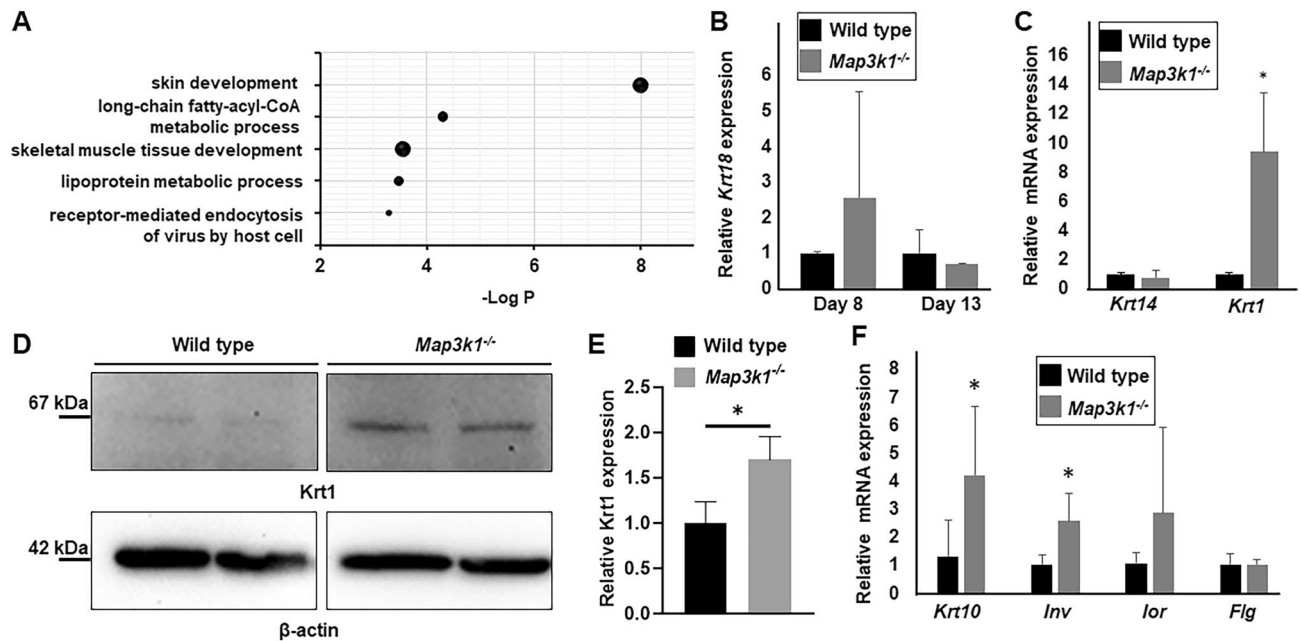 A
skin development
long-chain fatty-acyl-CoA
metabolic process
skeletal muscle tissue development
lipoprotein metabolic process
receptor-mediated endocytosis
of virus by host cell
2 4 6 8
-Log P
B
Wild type
Map3k1-/-
Relative Krt18 expression
6
5
4
3
2
1
0
Day 8 Day 13
C
Wild type
Map3k1-/-
Relative mRNA expression
16
14
12
10
8
6
4
2
0
*
Krt14 Krt1
D
Wild type Map3k1-/-
67 kDa
Krt1
42 kDa
β-actin
E
Wild type
Map3k1-/-
Relative Krt1 expression
2.5
2.0
1.5
1.0
0.5
0.0
*
F
Wild type
Map3k1-/-
Relative mRNA expression
8
7
6
5
4
3
2
1
0
* *
Krt10 Inv lor Flg